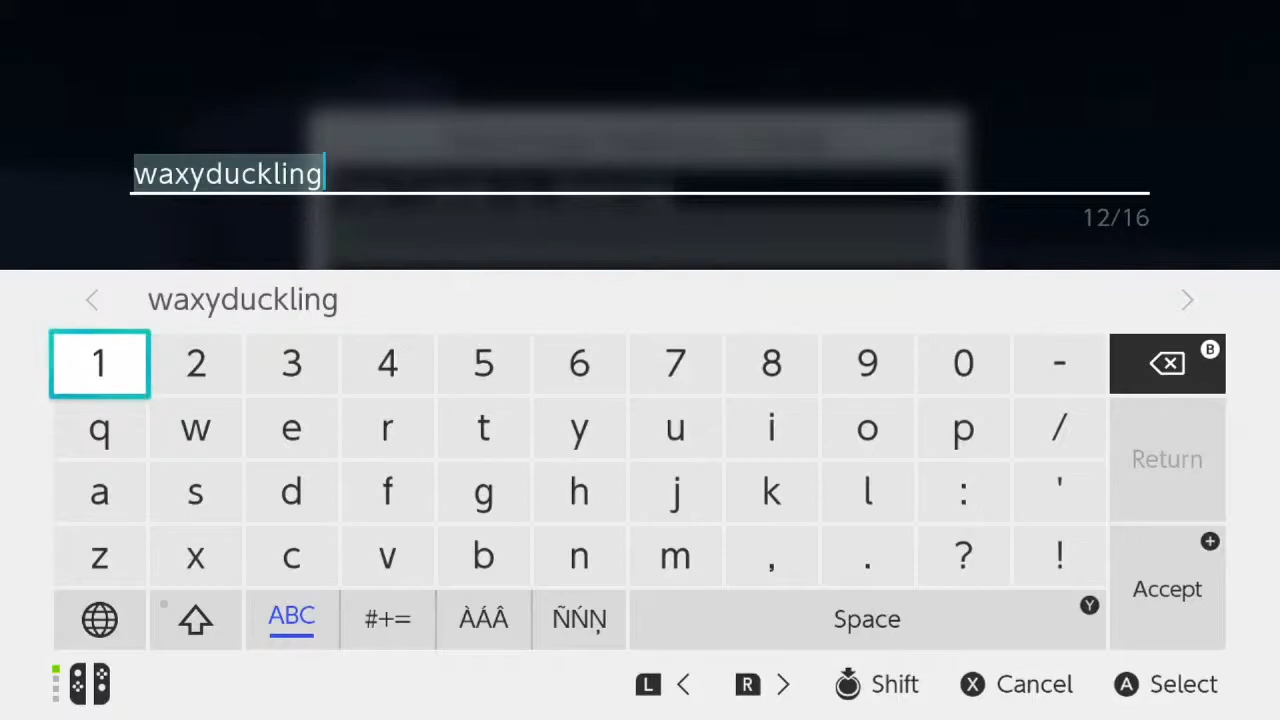 waxyduckling
12/16
< waxyduckling >
1 2 3 4 5 6 7 8 9 0 - B
q w e r t y u i o p / Return
a s d f g h j k l : '
z x c v b n m , . ? ! +
ABC #+= ÀÁÂ ÑŃŅ Space Y Accept
L < R > Shift X Cancel A Select